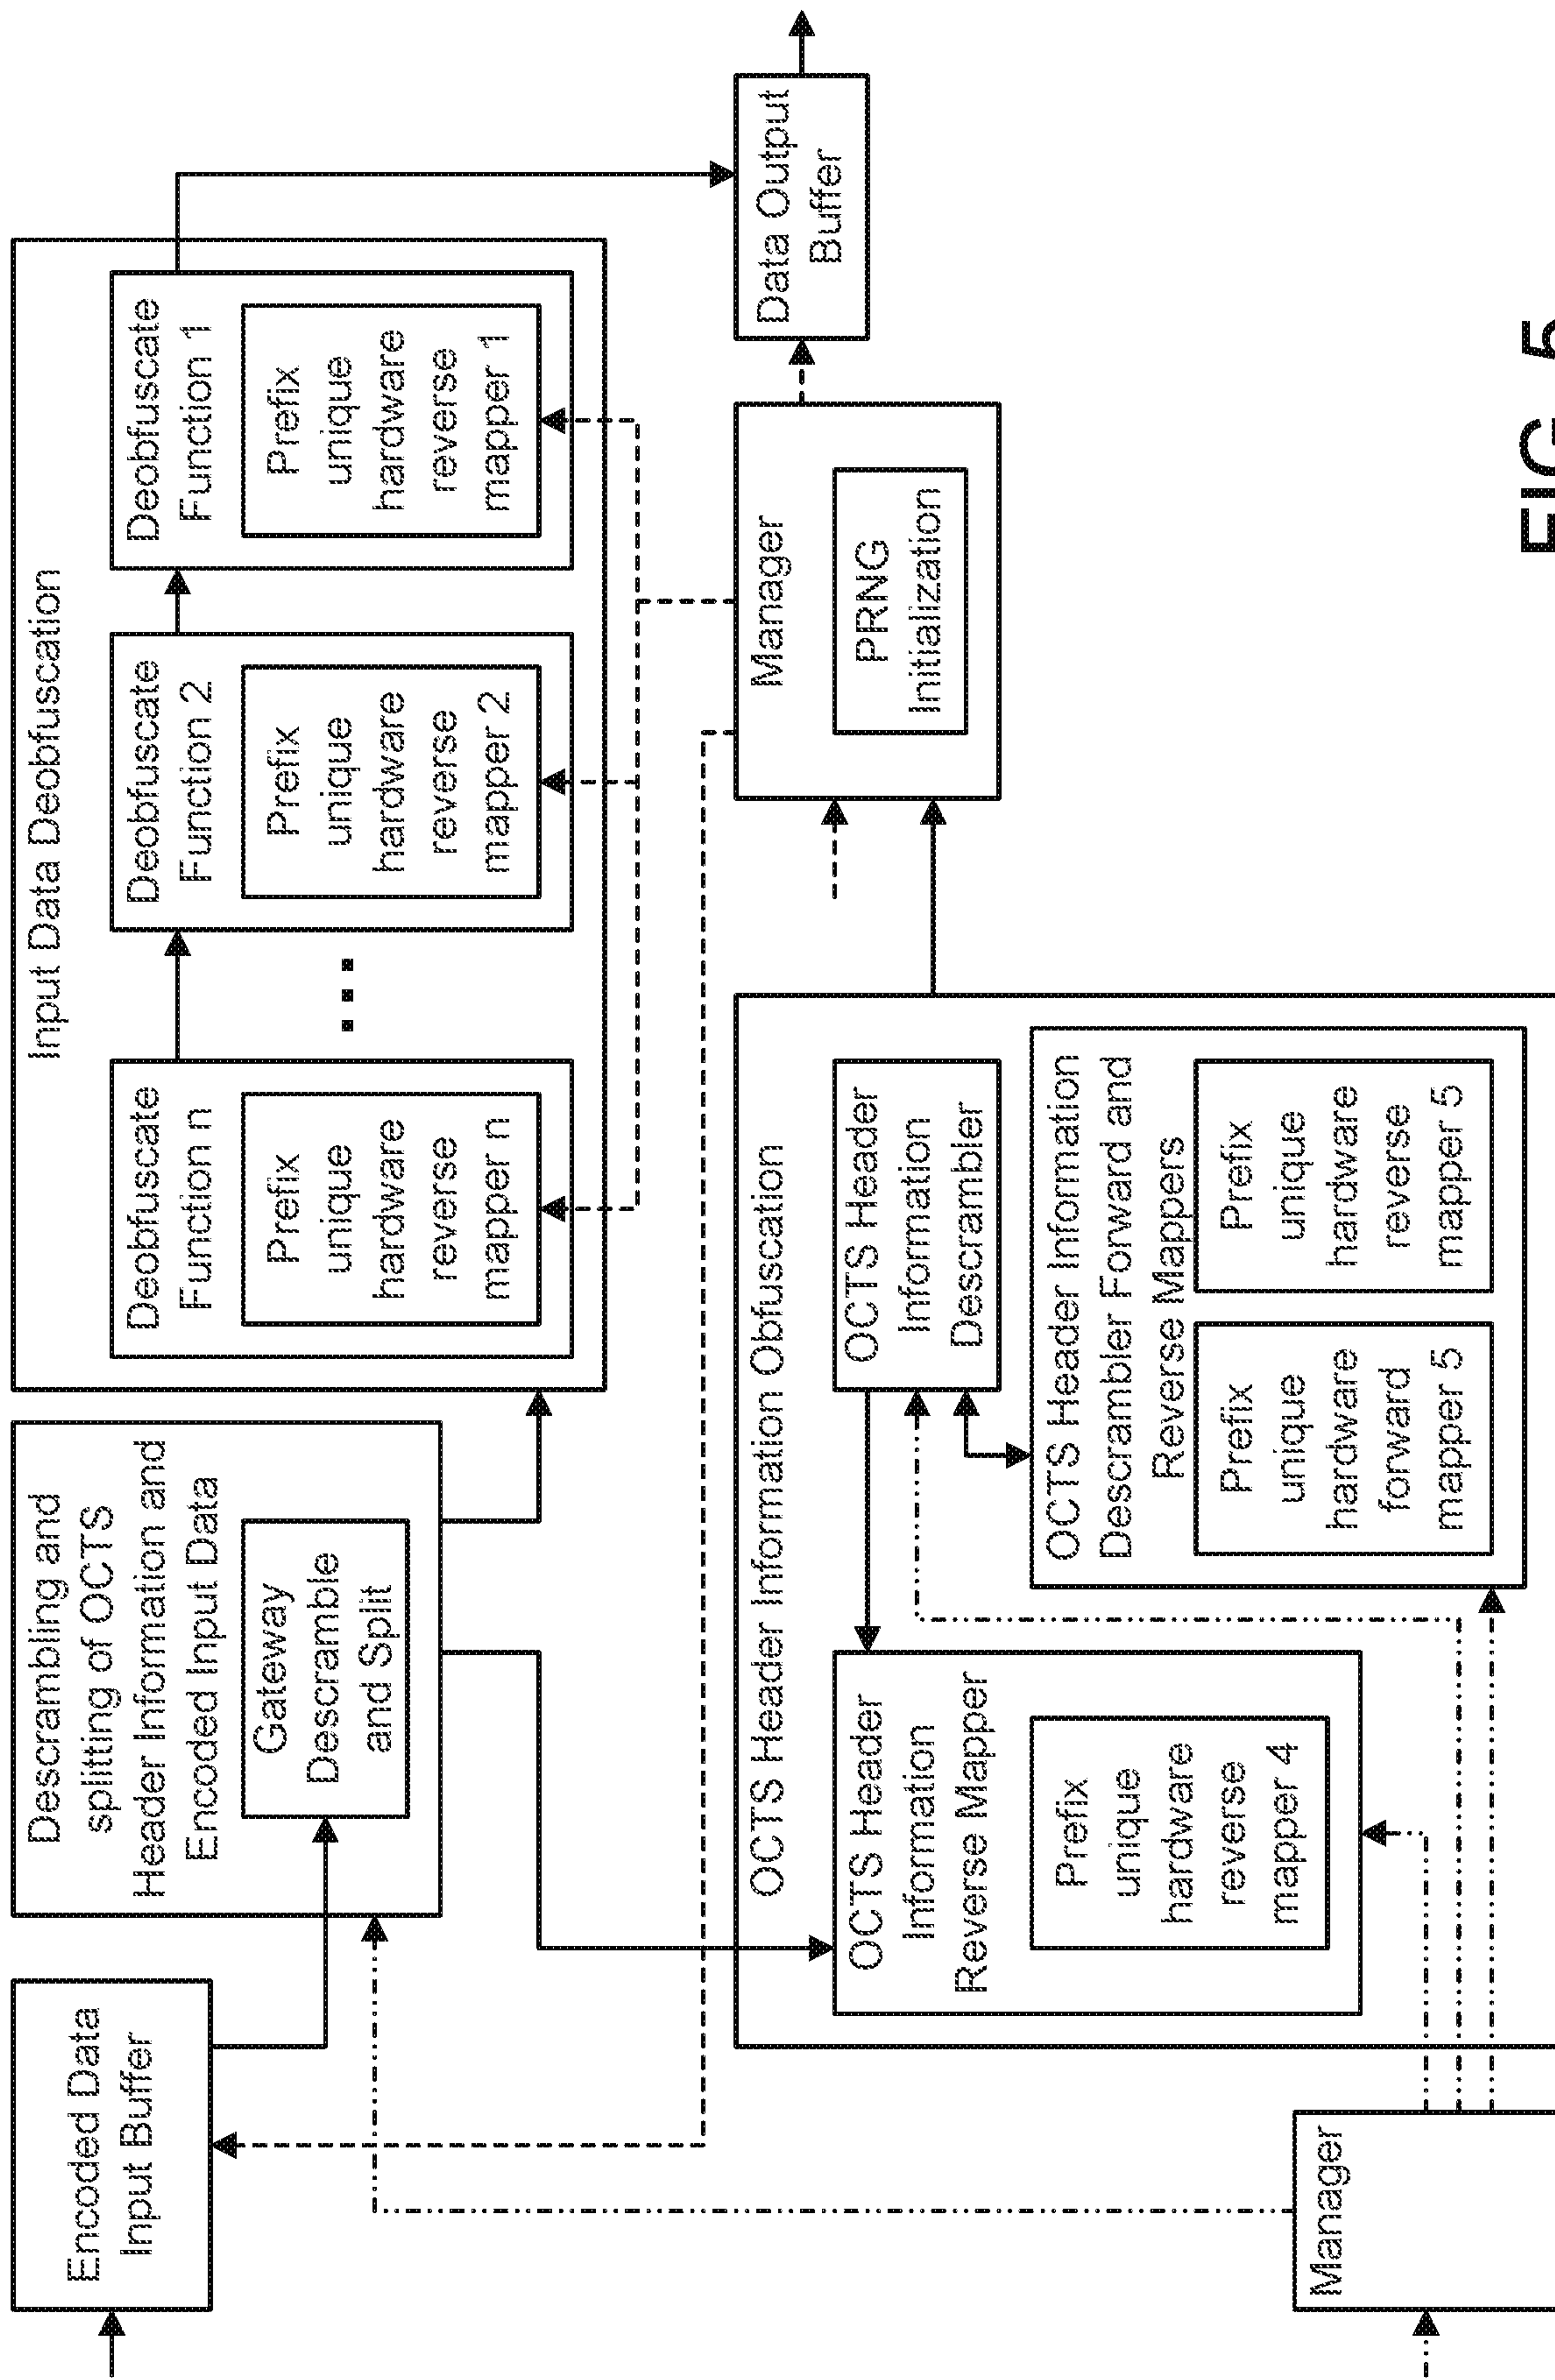 Encoded Data
Input Buffer
Descrambling and
splitting of OCTS
Header Information and
Encoded Input Data
Gateway
Descramble
and Split
Input Data Deobfuscation
Deobfuscate
Function n
Prefix
unique
hardware
reverse
mapper n
...
Deobfuscate
Function 2
Prefix
unique
hardware
reverse
mapper 2
Deobfuscate
Function 1
Prefix
unique
hardware
reverse
mapper 1
OCTS Header Information Obfuscation
OCTS Header
Information
Reverse Mapper
Prefix
unique
hardware
reverse
mapper 4
OCTS Header
Information
Descrambler
OCTS Header Information
Descrambler Forward and
Reverse Mappers
Prefix
unique
hardware
forward
mapper 5
Prefix
unique
hardware
reverse
mapper 5
Manager
PRNG
Initialization
Data Output
Buffer
Manager
FIG. 5